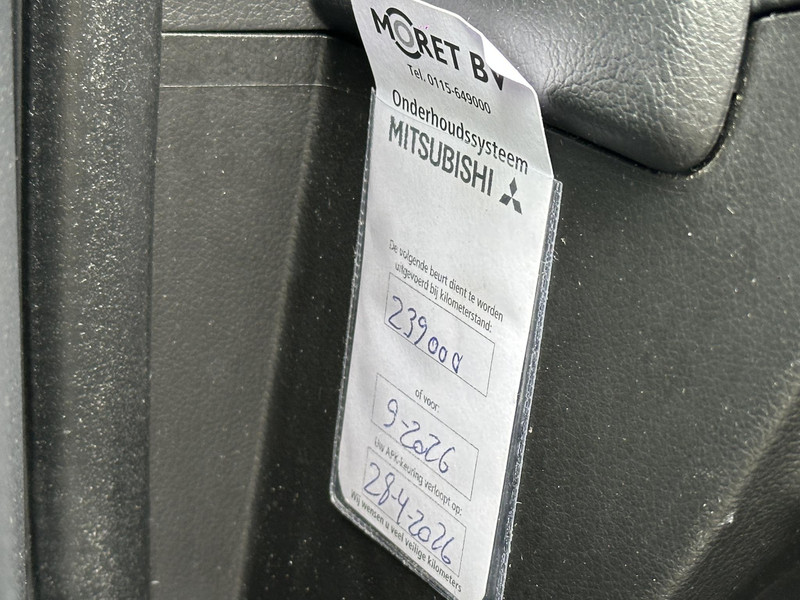 MORET BV
Tel. 0115-649000
Onderhoudssysteem
MITSUBISHI
De volgende beurt dient te worden
uitgevoerd bij kilometerstand:
239000
of voor:
9-2026
Uw APK-keuring verloopt op:
28-4-2026
Wij wensen u veel veilige kilometers